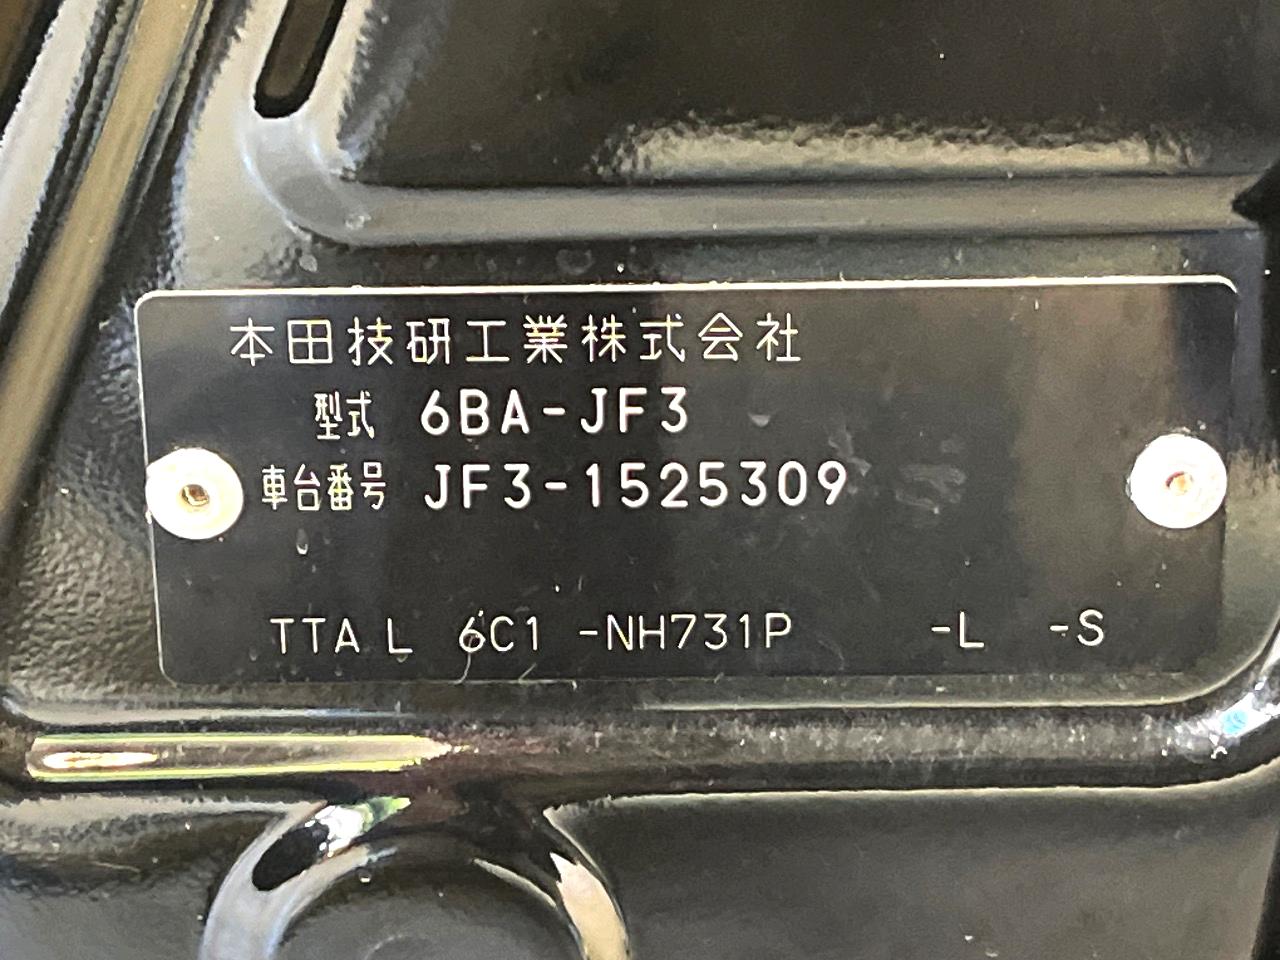 本田技研工業株式会社
型式 6BA-JF3
車台番号 JF3-1525309
TTA L 6C1 -NH731P -L -S